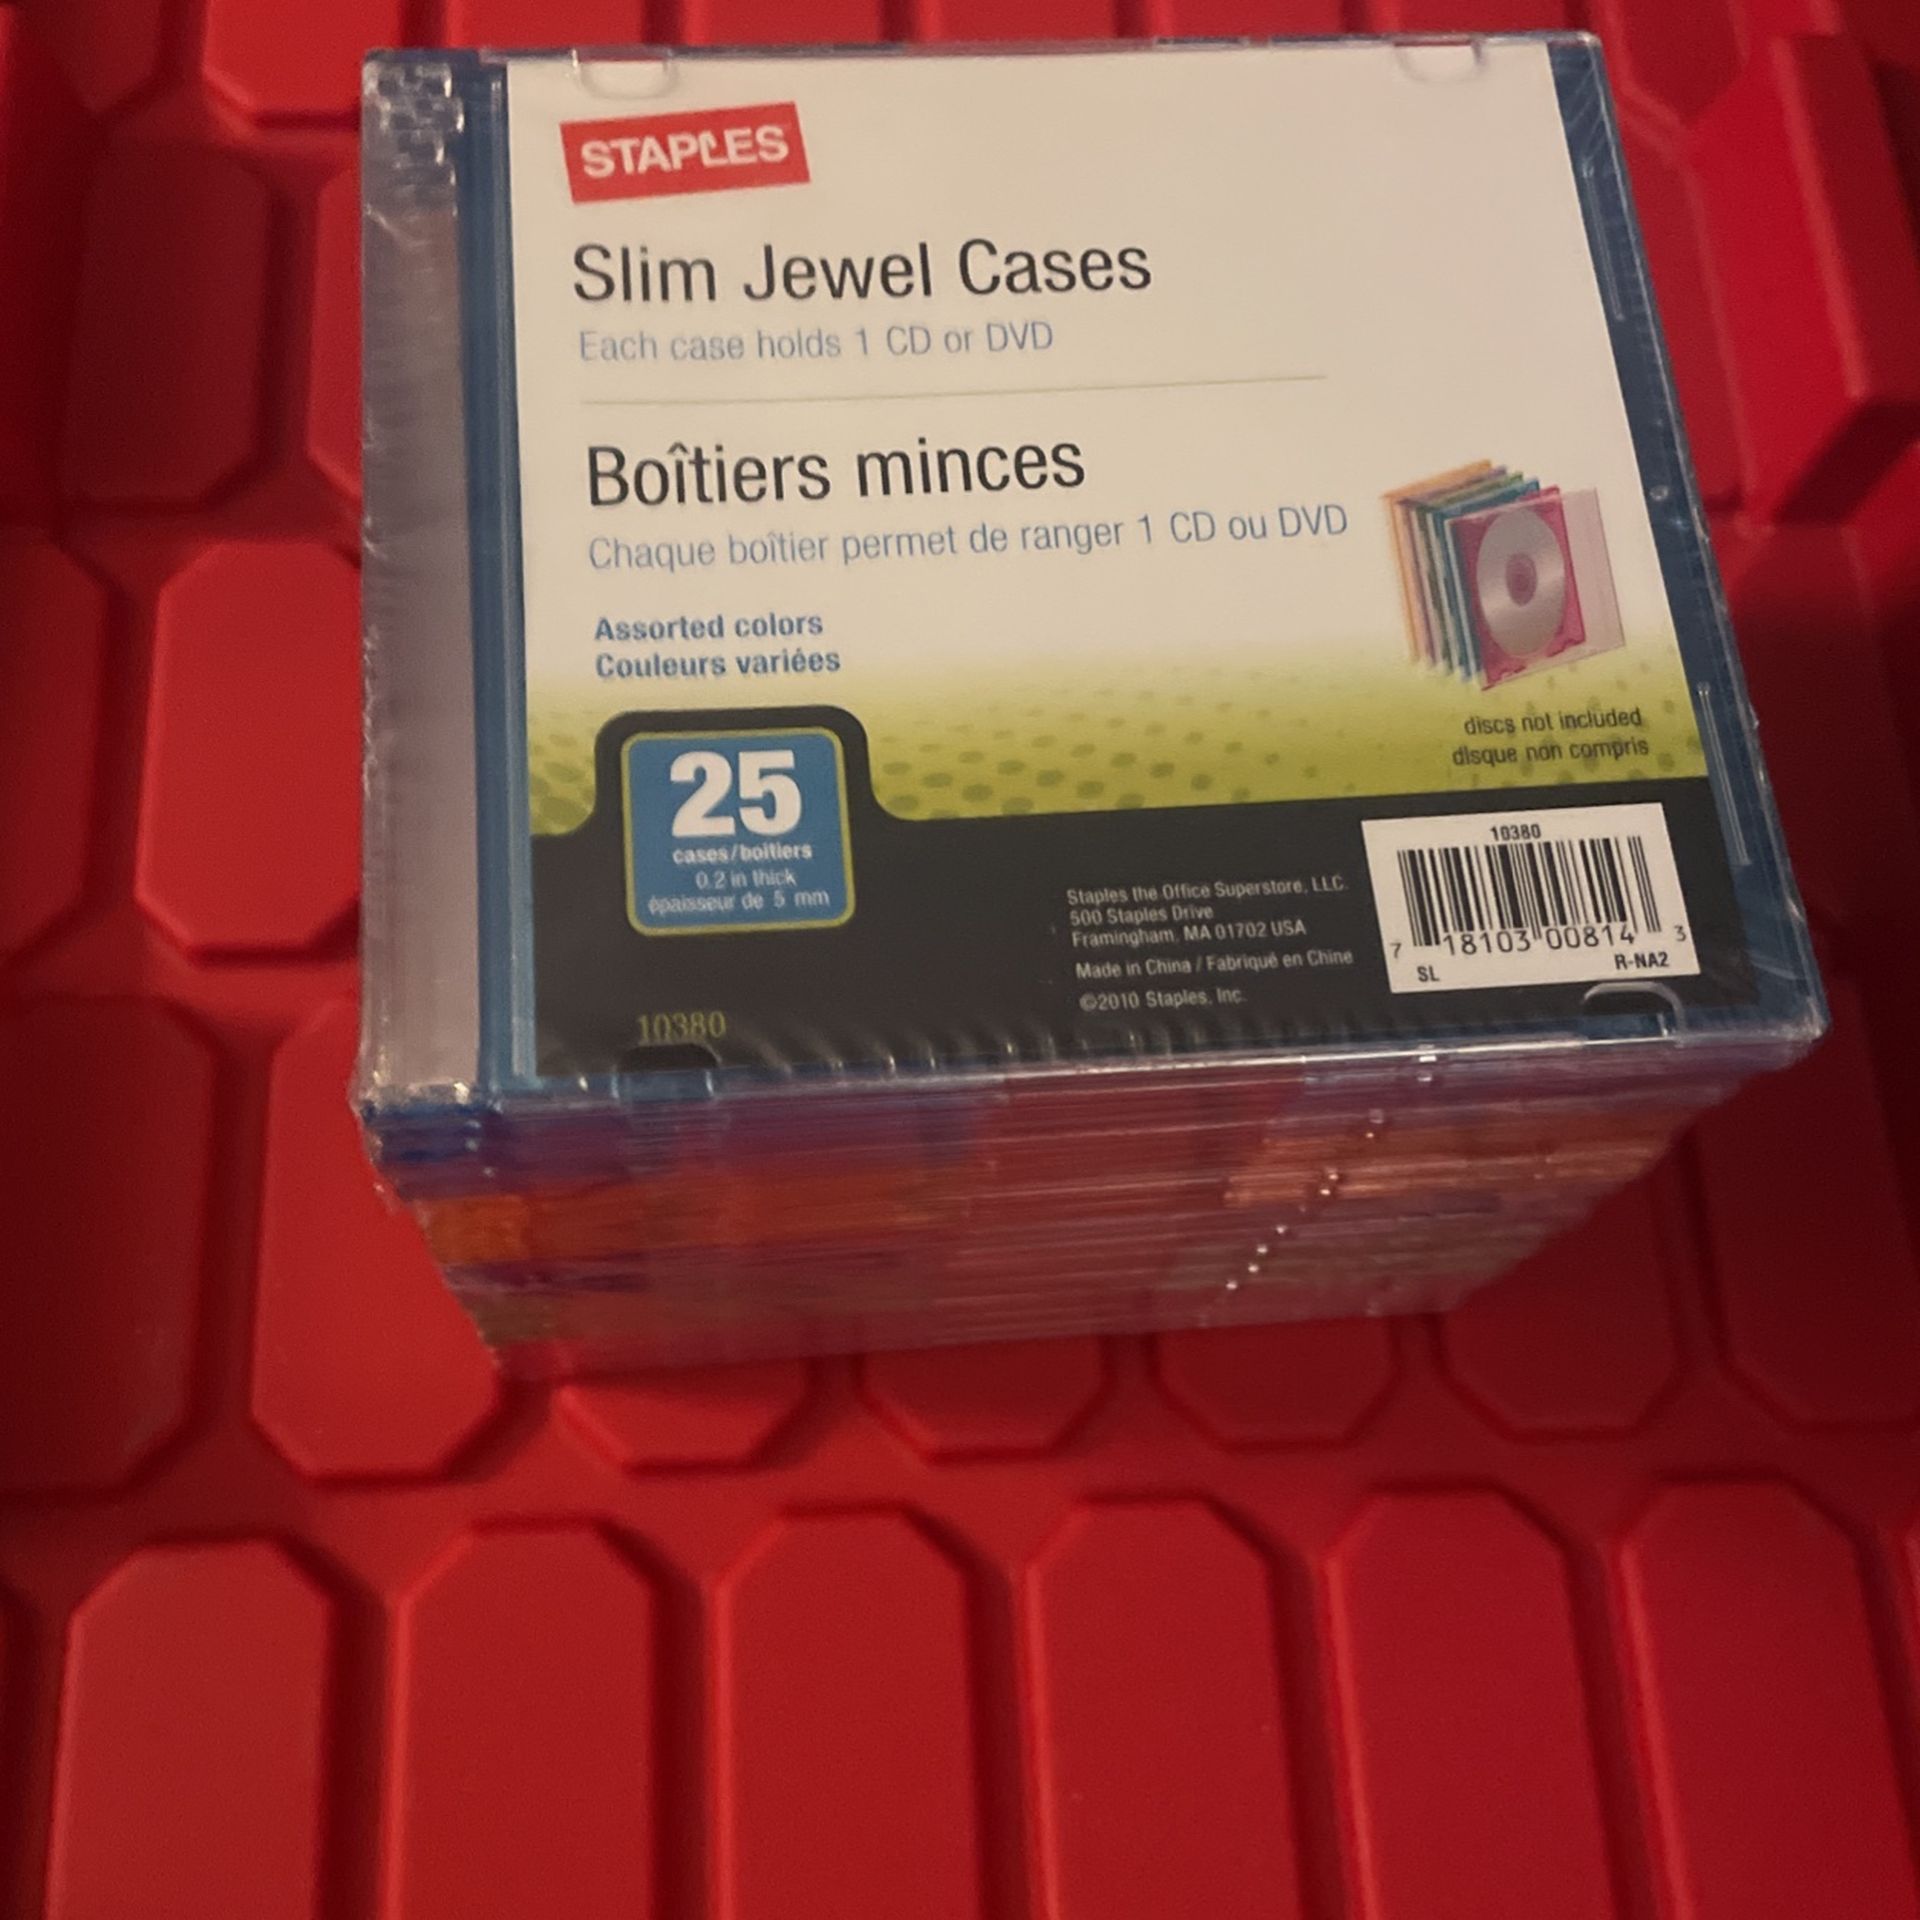 STAPLES
Slim Jewel Cases
Each case holds 1 CD or DVD
Boîtiers minces
Chaque boîtier permet de ranger 1 CD ou DVD
Assorted colors
Couleurs variées
discs not included
disque non compris
25
cases/boîtiers
0.2 in thick
épaisseur de 5 mm
10380
Staples the Office Superstore, LLC.
500 Staples Drive
Framingham, MA 01702 USA
Made in China / Fabriqué en Chine
©2010 Staples, Inc.
10380
7 18103 00814 3
SL R-NA2